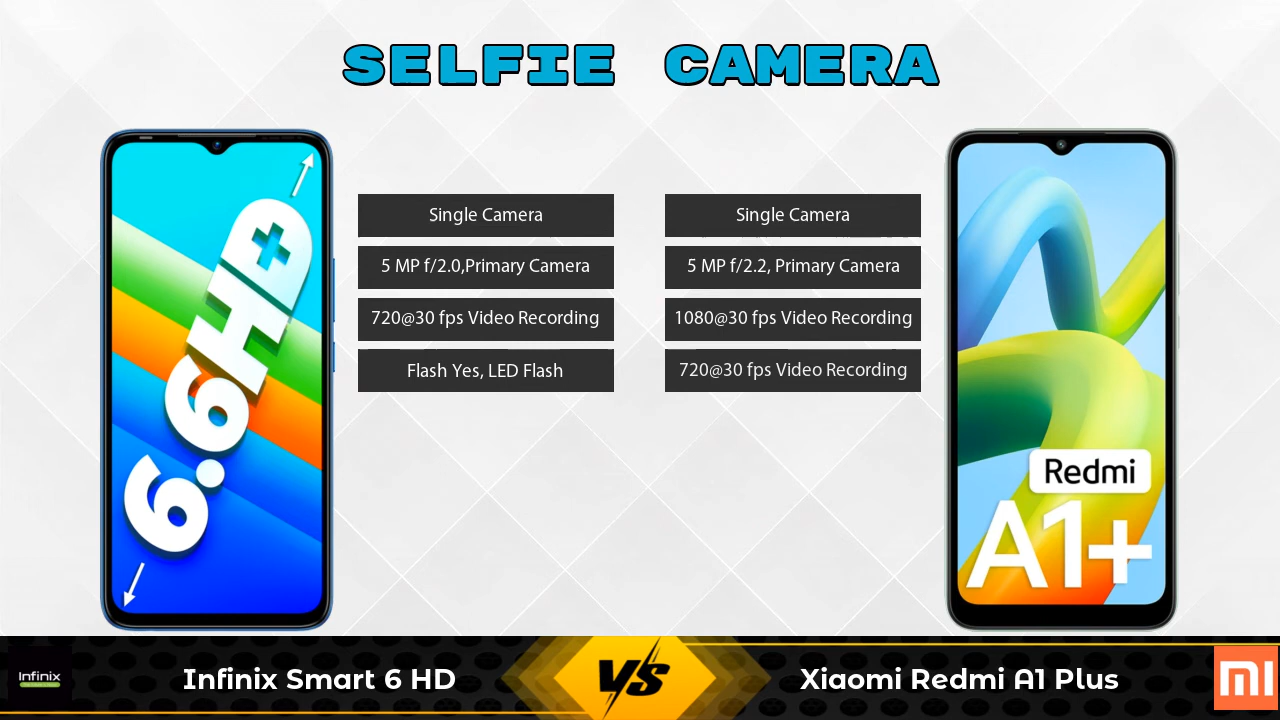 SELFIE CAMERA
6.6HD+
Single Camera
5 MP f/2.0,Primary Camera
720@30 fps Video Recording
Flash Yes, LED Flash
Single Camera
5 MP f/2.2, Primary Camera
1080@30 fps Video Recording
720@30 fps Video Recording
Redmi
A1+
Infinix
Infinix Smart 6 HD
VS
Xiaomi Redmi A1 Plus
MI